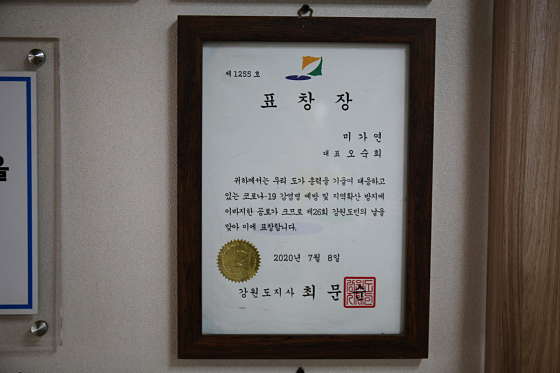 제 1255 호
표 창 장
미가연
대표 오순희
귀하께서는 우리 도가 총력을 기울여 대응하고
있는 코로나-19 감염병 예방 및 지역확산 방지에
이바지한 공로가 크므로 제26회 강원도민의 날을
맞아 이에 표창합니다.
2020년 7월 8일
강원도지사 최 문 순
을